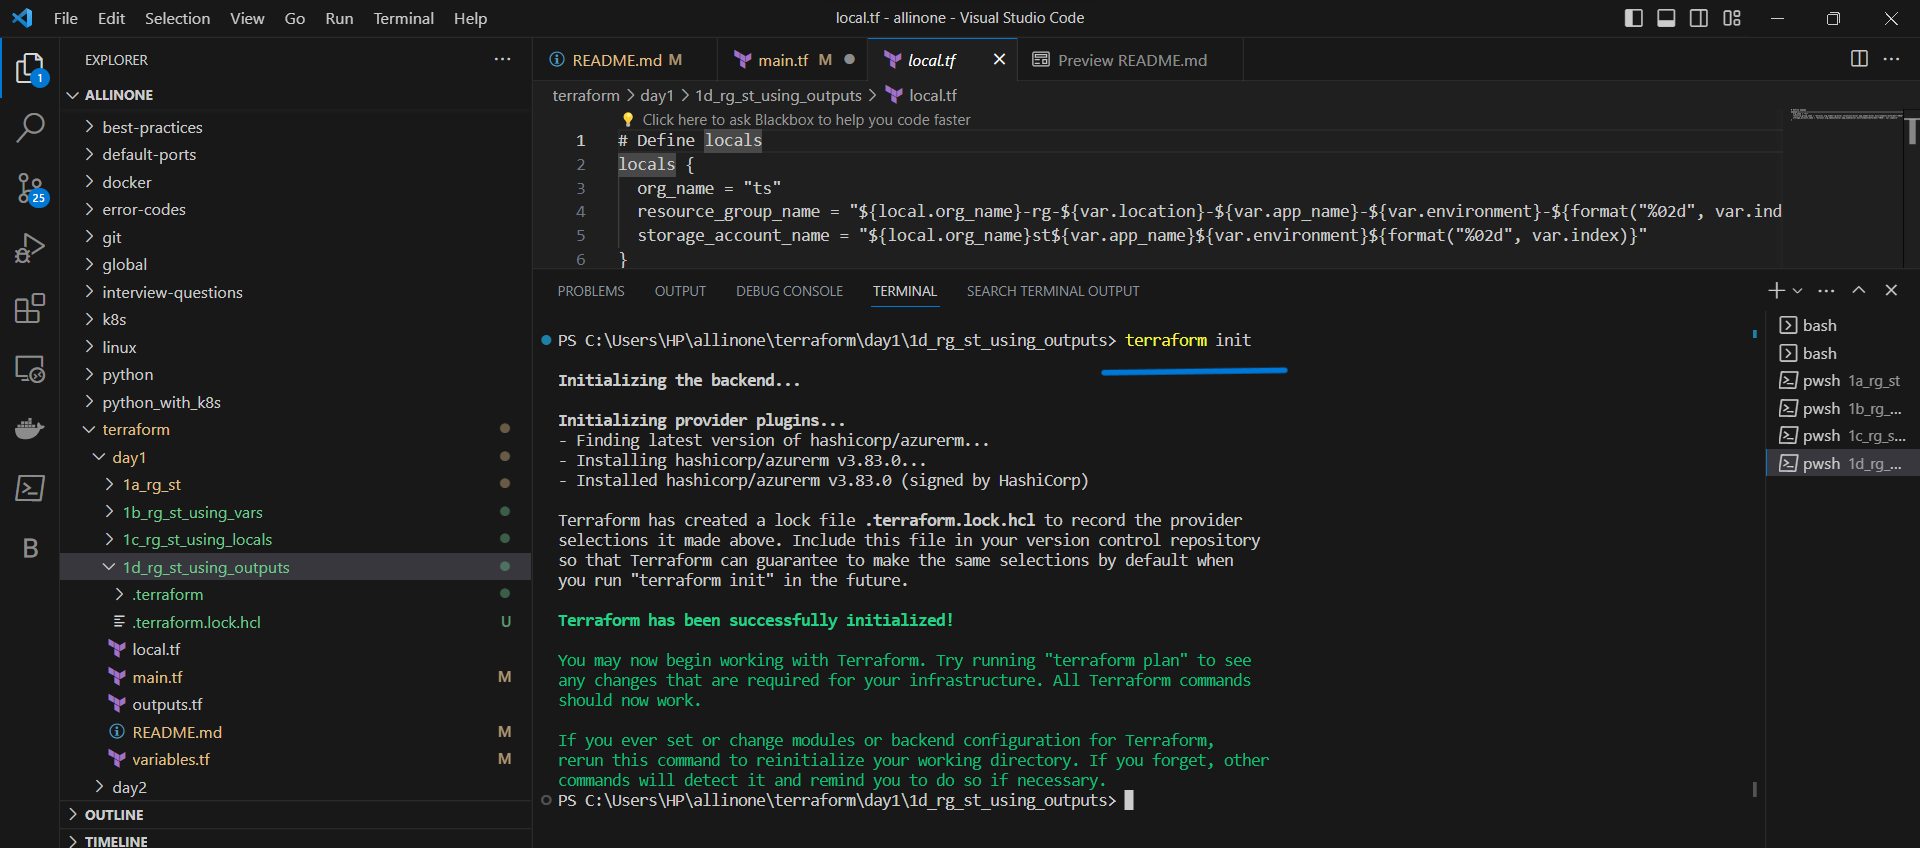 File Edit Selection View Go Run Terminal Help
local.tf - allinone - Visual Studio Code
EXPLORER
README.md M
main.tf M
local.tf
Preview README.md
ALLINONE
best-practices
default-ports
docker
error-codes
git
global
interview-questions
k8s
linux
python
python_with_k8s
terraform
day1
1a_rg_st
1b_rg_st_using_vars
1c_rg_st_using_locals
1d_rg_st_using_outputs
.terraform
.terraform.lock.hcl U
local.tf
main.tf M
outputs.tf
README.md M
variables.tf M
day2
OUTLINE
TIMELINE
1
25
B
terraform > day1 > 1d_rg_st_using_outputs > local.tf
Click here to ask Blackbox to help you code faster
1 # Define locals
2 locals {
3 org_name = "ts"
4 resource_group_name = "${local.org_name}-rg-${var.location}-${var.app_name}-${var.environment}-${format("%02d", var.ind
5 storage_account_name = "${local.org_name}st${var.app_name}${var.environment}${format("%02d", var.index)}"
6 }
PROBLEMS OUTPUT DEBUG CONSOLE TERMINAL SEARCH TERMINAL OUTPUT
PS C:\Users\HP\allinone\terraform\day1\1d_rg_st_using_outputs> terraform init
Initializing the backend...
Initializing provider plugins...
- Finding latest version of hashicorp/azurerm...
- Installing hashicorp/azurerm v3.83.0...
- Installed hashicorp/azurerm v3.83.0 (signed by HashiCorp)
Terraform has created a lock file .terraform.lock.hcl to record the provider
selections it made above. Include this file in your version control repository
so that Terraform can guarantee to make the same selections by default when
you run "terraform init" in the future.
Terraform has been successfully initialized!
You may now begin working with Terraform. Try running "terraform plan" to see
any changes that are required for your infrastructure. All Terraform commands
should now work.
If you ever set or change modules or backend configuration for Terraform,
rerun this command to reinitialize your working directory. If you forget, other
commands will detect it and remind you to do so if necessary.
PS C:\Users\HP\allinone\terraform\day1\1d_rg_st_using_outputs>
bash
bash
pwsh 1a_rg_st
pwsh 1b_rg_...
pwsh 1c_rg_s...
pwsh 1d_rg_...